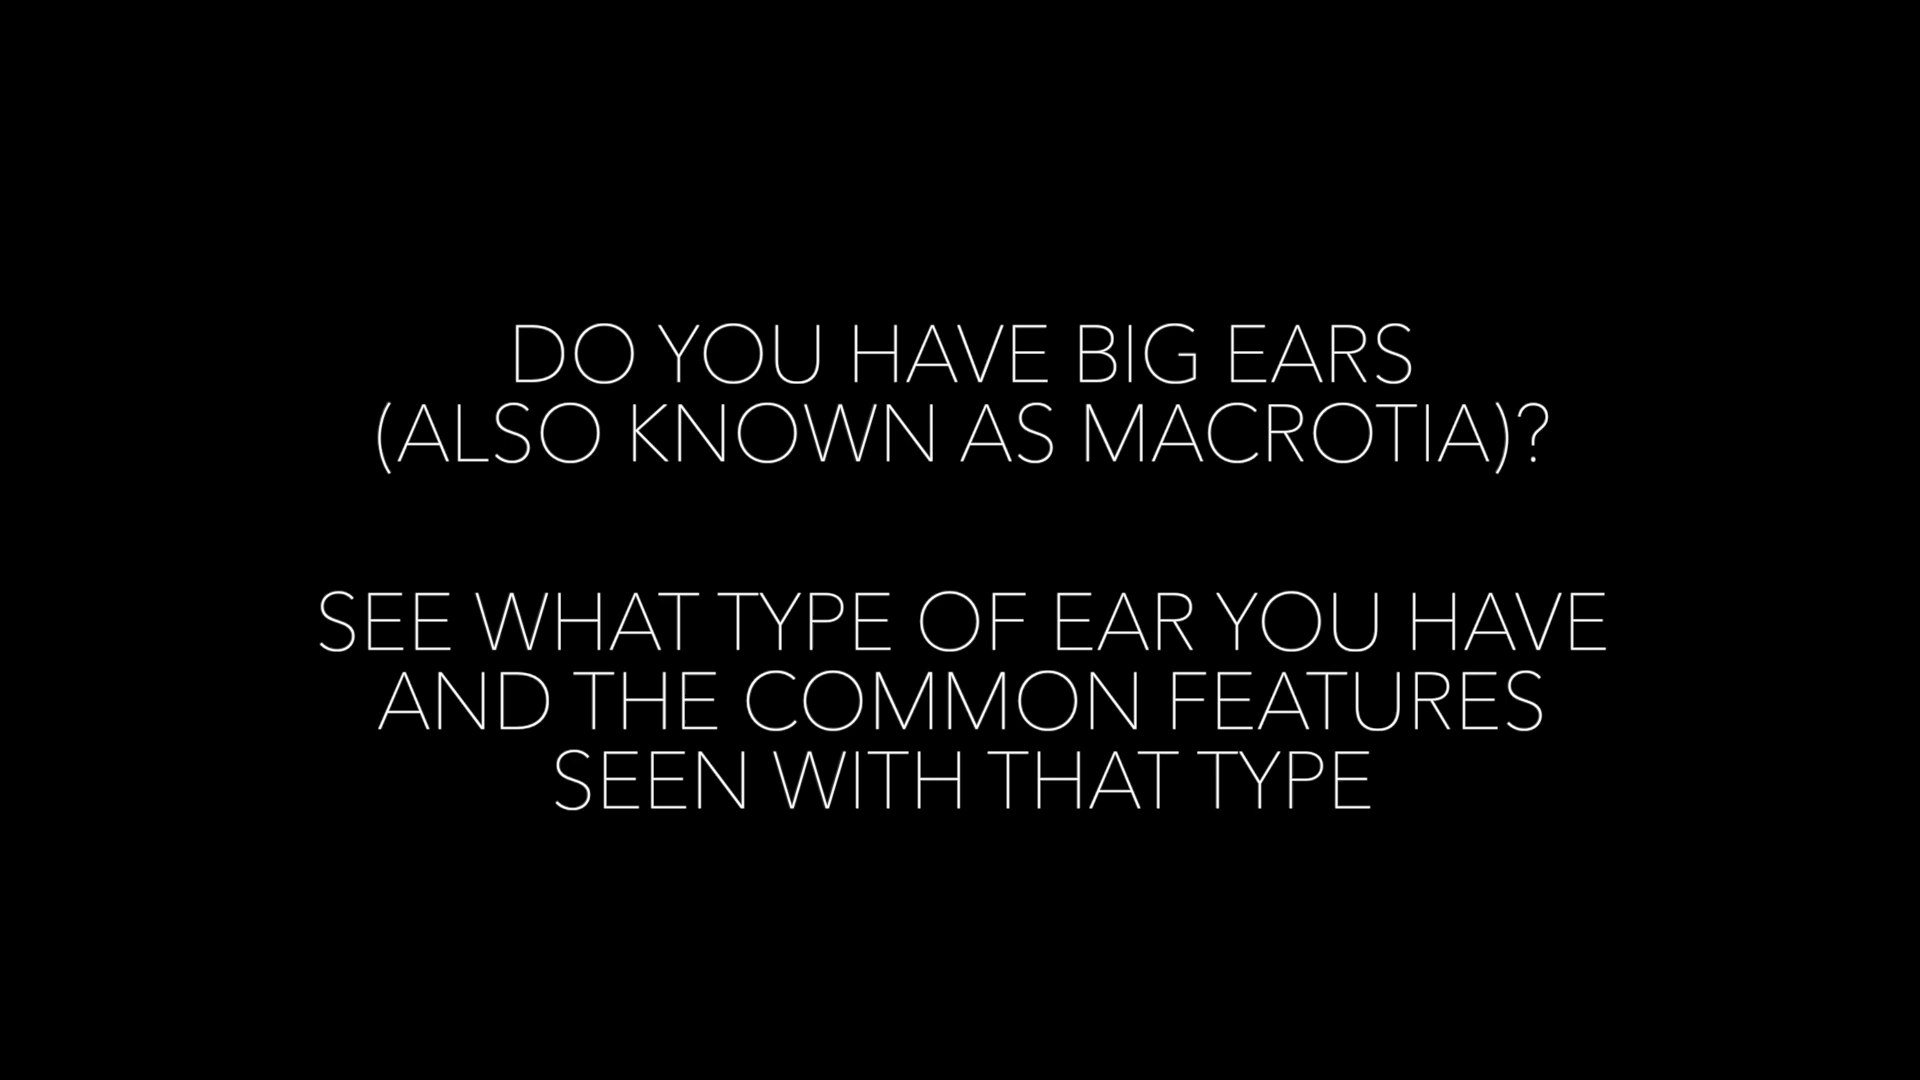 DO YOU HAVE BIG EARS
(ALSO KNOWN AS MACROTIA)?
SEE WHAT TYPE OF EAR YOU HAVE
AND THE COMMON FEATURES
SEEN WITH THAT TYPE